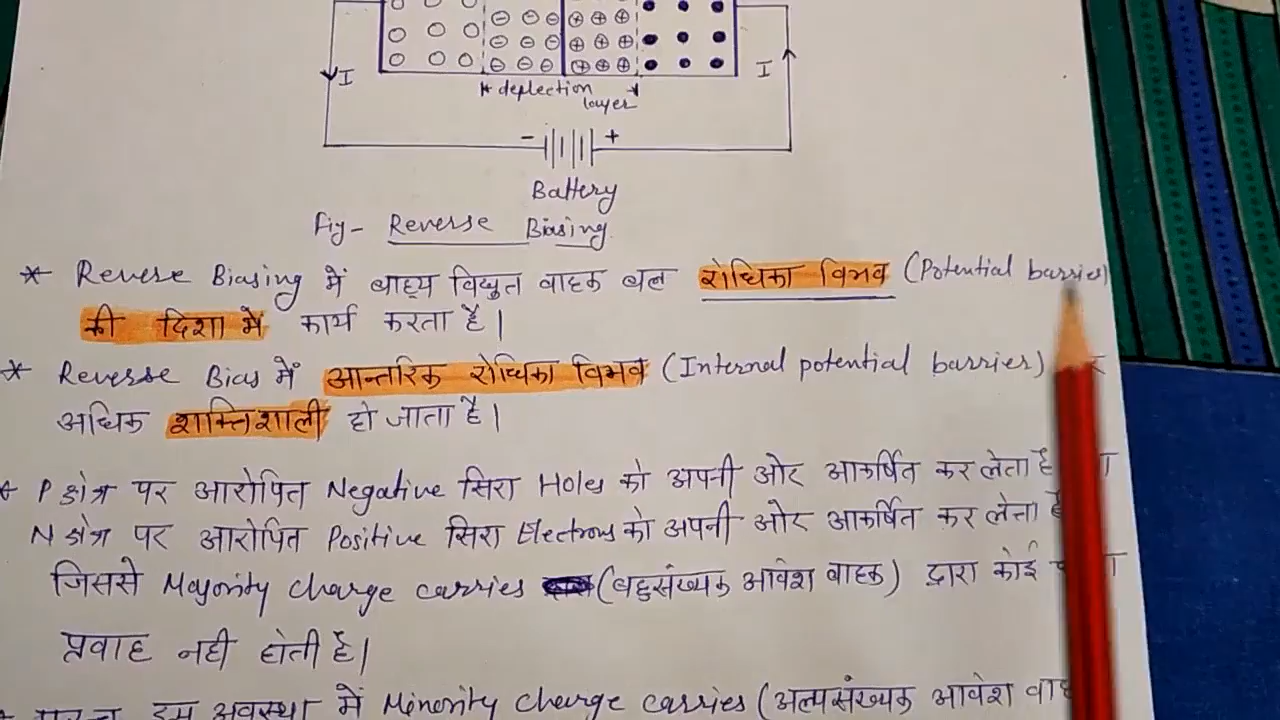 I
I
deplection
layer
- +
Battery
Fig- Reverse Biasing
* Reverse Biasing में बाह्य विद्युत वाहक बल रोधिका विभव (Potential barries)
की दिशा में कार्य करता है।
* Reverse Bias में आन्तरिक रोधिका विभव (Internal potential barries)
अधिक शक्तिशाली हो जाता है।
* P क्षेत्र पर आरोपित Negative सिरा Holes को अपनी ओर आकर्षित कर लेता है
N क्षेत्र पर आरोपित Positive सिरा Electrons को अपनी ओर आकर्षित कर लेता
जिससे Majority charge carries (बहुसंख्यक आवेश वाहक) द्वारा कोई
प्रवाह नही होती है।
इस अवस्था में Minority charge carries (अल्पसंख्यक आवेश